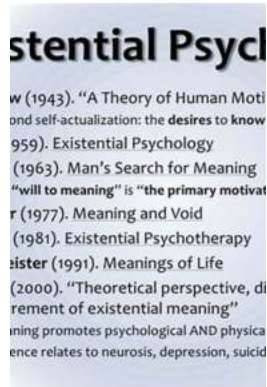 stential Psych
w (1943). “A Theory of Human Moti
ond self-actualization: the desires to know
959). Existential Psychology
(1963). Man’s Search for Meaning
“will to meaning” is “the primary motivat
r (1977). Meaning and Void
(1981). Existential Psychotherapy
eister (1991). Meanings of Life
(2000). “Theoretical perspective, di
rement of existential meaning”
ning promotes psychological AND physica
ence relates to neurosis, depression, suicid